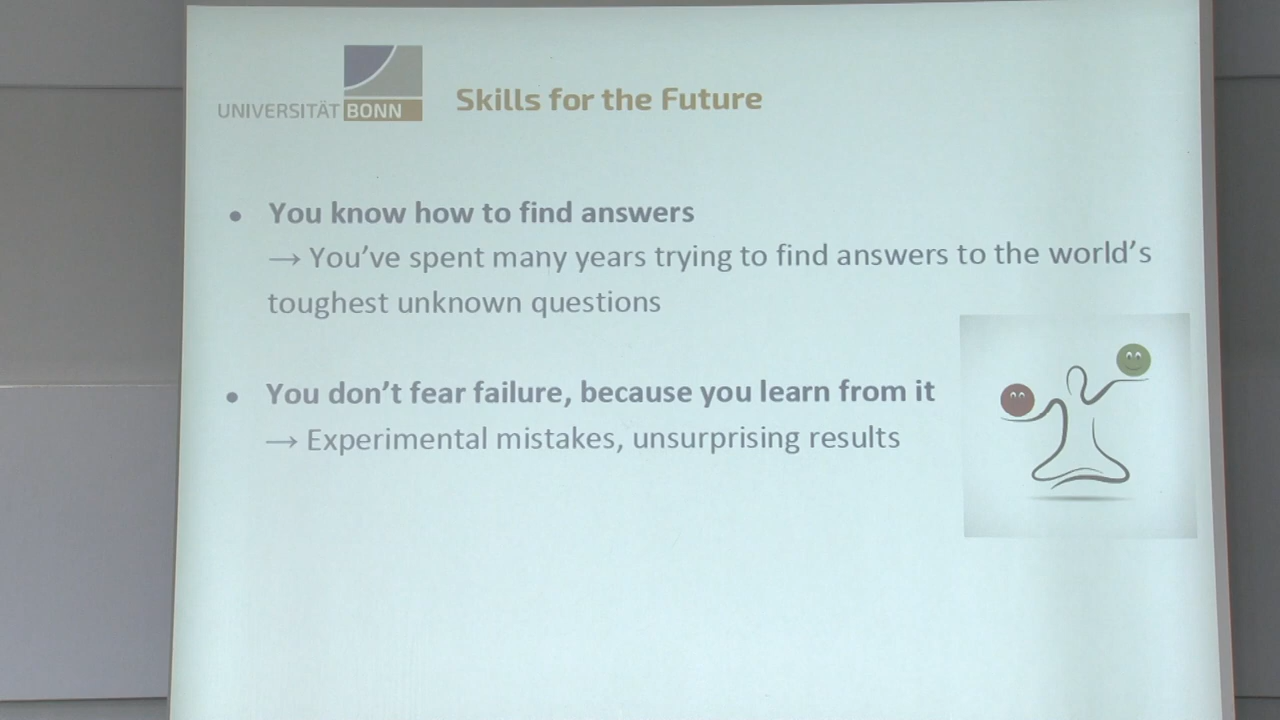 UNIVERSITÄT BONN
Skills for the Future
• You know how to find answers
→ You've spent many years trying to find answers to the world's
toughest unknown questions
• You don't fear failure, because you learn from it
→ Experimental mistakes, unsurprising results